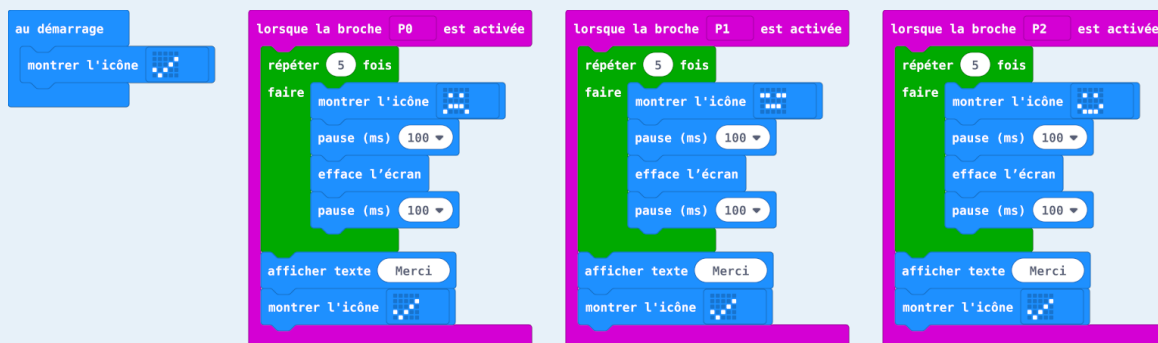 au démarrage
montrer l'icône
lorsque la broche P0 est activée
répéter 5 fois
faire
montrer l'icône
pause (ms) 100
efface l’écran
pause (ms) 100
afficher texte Merci
montrer l'icône
lorsque la broche P1 est activée
répéter 5 fois
faire
montrer l'icône
pause (ms) 100
efface l’écran
pause (ms) 100
afficher texte Merci
montrer l'icône
lorsque la broche P2 est activée
répéter 5 fois
faire
montrer l'icône
pause (ms) 100
efface l’écran
pause (ms) 100
afficher texte Merci
montrer l'icône